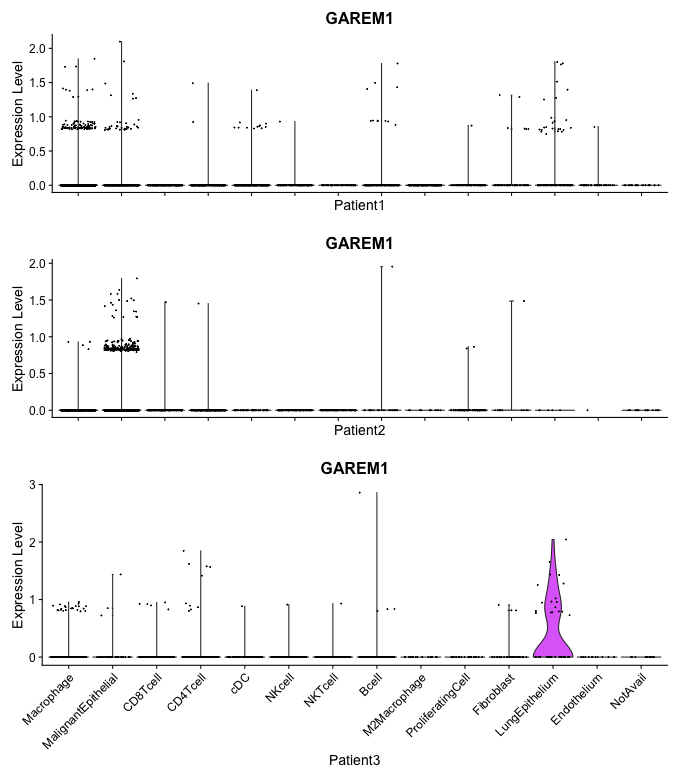 GAREM1
Expression Level
2.0
1.5
1.0
0.5
0.0
Patient1
GAREM1
Expression Level
2.0
1.5
1.0
0.5
0.0
Patient2
GAREM1
Expression Level
3
2
1
0
Macrophage
MalignantEpithelial
CD8Tcell
CD4Tcell
cDC
NKcell
NKTcell
Bcell
M2Macrophage
ProliferatingCell
Fibroblast
LungEpithelium
Endothelium
NotAvail
Patient3